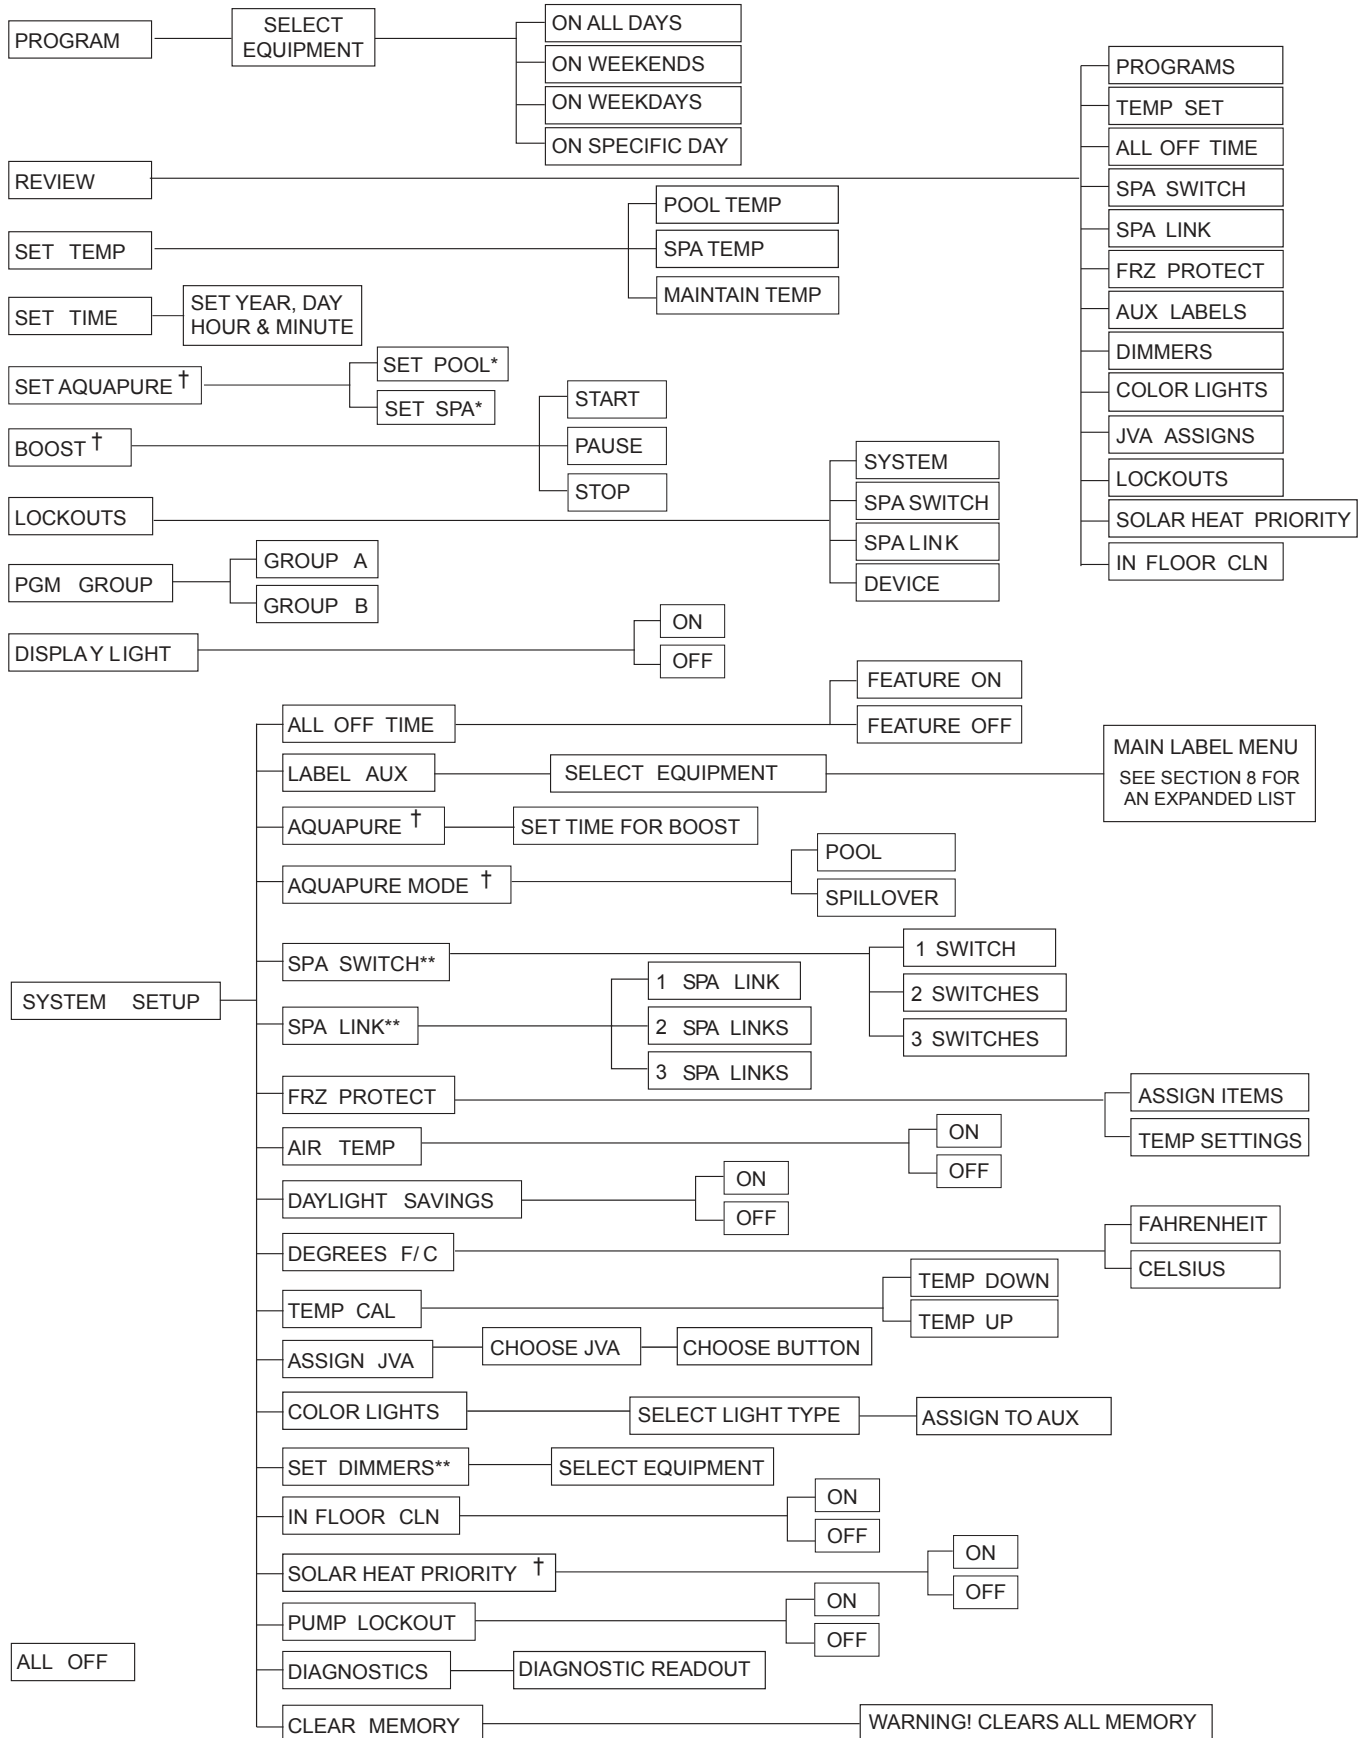 PROGRAM
SELECT
EQUIPMENT
ON ALL DAYS
ON WEEKENDS
ON WEEKDAYS
ON SPECIFIC DAY
REVIEW
PROGRAMS
TEMP SET
ALL OFF TIME
SPA SWITCH
SPA LINK
FRZ PROTECT
AUX LABELS
DIMMERS
COLOR LIGHTS
JVA ASSIGNS
LOCKOUTS
SOLAR HEAT PRIORITY
IN FLOOR CLN
SET TEMP
POOL TEMP
SPA TEMP
MAINTAIN TEMP
SET TIME
SET YEAR, DAY
HOUR & MINUTE
SET AQUAPURE †
SET POOL*
SET SPA*
BOOST †
START
PAUSE
STOP
LOCKOUTS
SYSTEM
SPA SWITCH
SPA LINK
DEVICE
PGM GROUP
GROUP A
GROUP B
DISPLAY LIGHT
ON
OFF
SYSTEM SETUP
ALL OFF TIME
FEATURE ON
FEATURE OFF
LABEL AUX
SELECT EQUIPMENT
MAIN LABEL MENU
SEE SECTION 8 FOR
AN EXPANDED LIST
AQUAPURE †
SET TIME FOR BOOST
AQUAPURE MODE †
POOL
SPILLOVER
SPA SWITCH**
1 SWITCH
2 SWITCHES
3 SWITCHES
SPA LINK**
1 SPA LINK
2 SPA LINKS
3 SPA LINKS
FRZ PROTECT
ASSIGN ITEMS
TEMP SETTINGS
AIR TEMP
ON
OFF
DAYLIGHT SAVINGS
ON
OFF
DEGREES F/C
FAHRENHEIT
CELSIUS
TEMP CAL
TEMP DOWN
TEMP UP
ASSIGN JVA
CHOOSE JVA
CHOOSE BUTTON
COLOR LIGHTS
SELECT LIGHT TYPE
ASSIGN TO AUX
SET DIMMERS**
SELECT EQUIPMENT
IN FLOOR CLN
ON
OFF
SOLAR HEAT PRIORITY †
ON
OFF
PUMP LOCKOUT
ON
OFF
DIAGNOSTICS
DIAGNOSTIC READOUT
CLEAR MEMORY
WARNING! CLEARS ALL MEMORY
ALL OFF